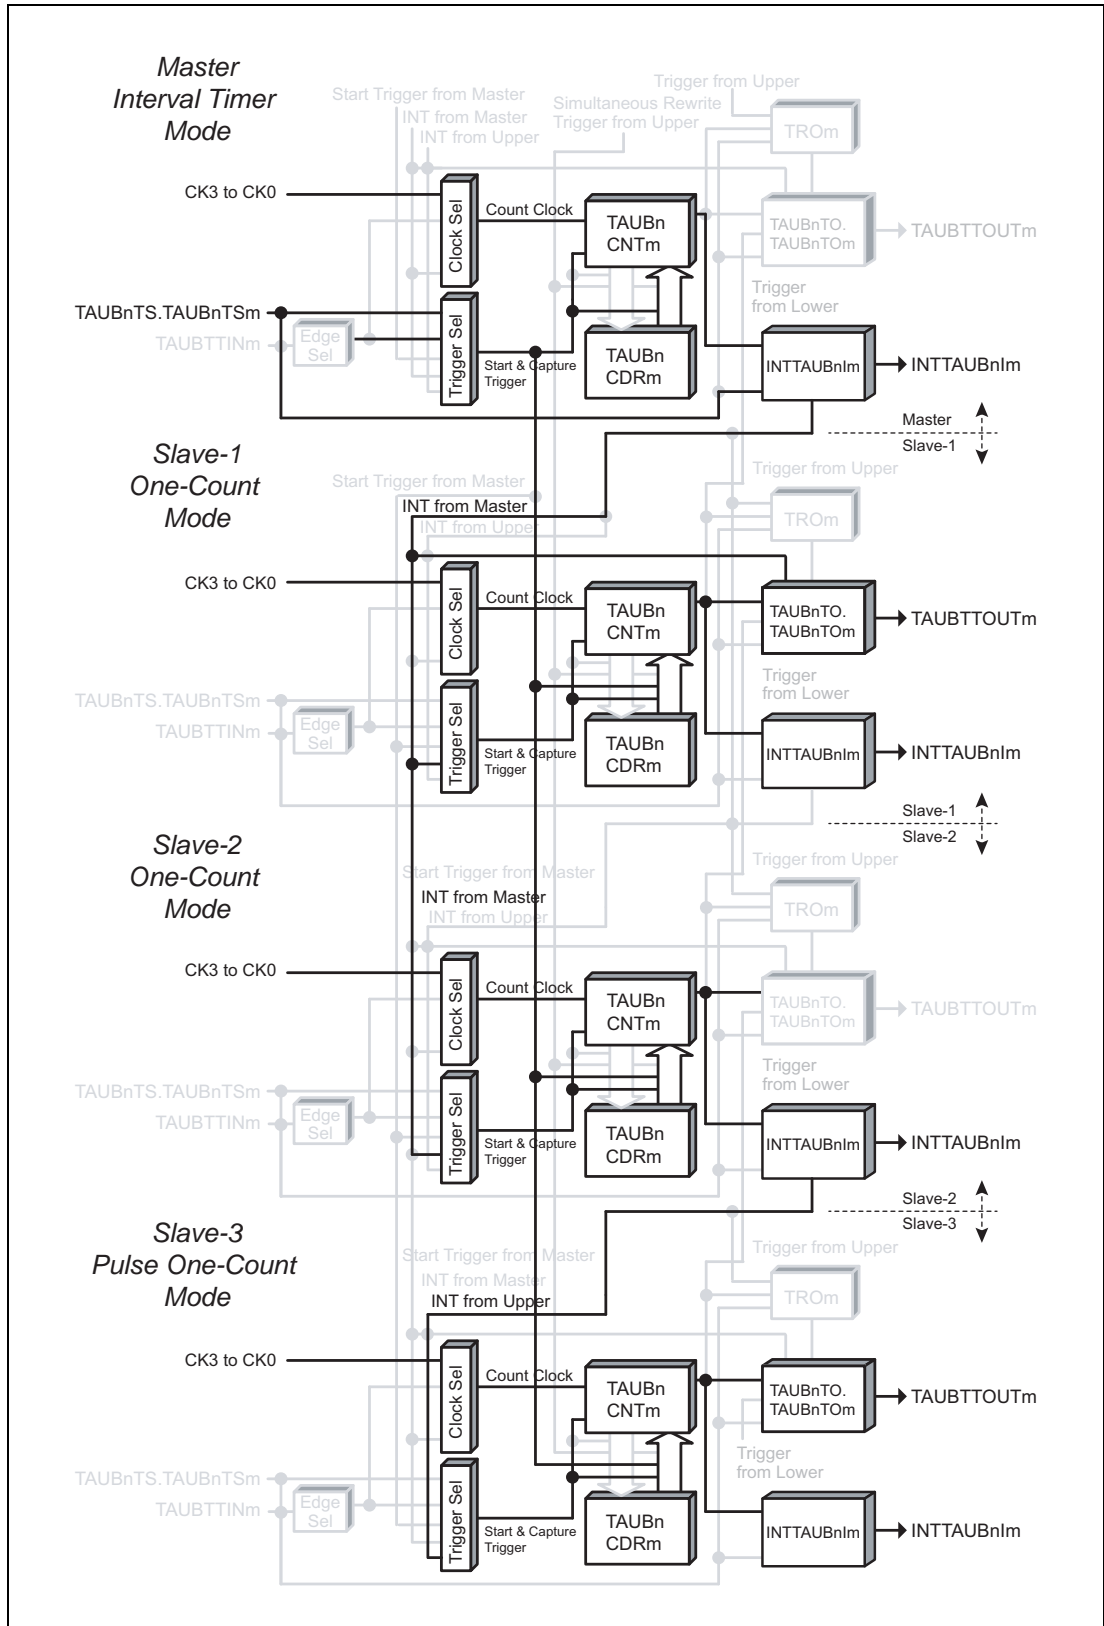 Master
Interval Timer
Mode
Start Trigger from Master
INT from Master
INT from Upper
Simultaneous Rewrite
Trigger from Upper
Trigger from Upper
TROm
CK3 to CK0
Clock Sel
Count Clock
TAUBn
CNTm
TAUBnTO.
TAUBnTOm
TAUBTTOUTm
Trigger
from Lower
TAUBnTS.TAUBnTSm
TAUBTTINm
Edge
Sel
Trigger Sel
Start & Capture
Trigger
TAUBn
CDRm
INTTAUBnIm
INTTAUBnIm
Master
Slave-1
Slave-1
One-Count
Mode
Start Trigger from Master
INT from Master
INT from Upper
Trigger from Upper
TROm
CK3 to CK0
Clock Sel
Count Clock
TAUBn
CNTm
TAUBnTO.
TAUBnTOm
TAUBTTOUTm
Trigger
from Lower
TAUBnTS.TAUBnTSm
TAUBTTINm
Edge
Sel
Trigger Sel
Start & Capture
Trigger
TAUBn
CDRm
INTTAUBnIm
INTTAUBnIm
Slave-1
Slave-2
Slave-2
One-Count
Mode
Start Trigger from Master
INT from Master
INT from Upper
Trigger from Upper
TROm
CK3 to CK0
Clock Sel
Count Clock
TAUBn
CNTm
TAUBnTO.
TAUBnTOm
TAUBTTOUTm
Trigger
from Lower
TAUBnTS.TAUBnTSm
TAUBTTINm
Edge
Sel
Trigger Sel
Start & Capture
Trigger
TAUBn
CDRm
INTTAUBnIm
INTTAUBnIm
Slave-2
Slave-3
Slave-3
Pulse One-Count
Mode
Start Trigger from Master
INT from Master
INT from Upper
Trigger from Upper
TROm
CK3 to CK0
Clock Sel
Count Clock
TAUBn
CNTm
TAUBnTO.
TAUBnTOm
TAUBTTOUTm
Trigger
from Lower
TAUBnTS.TAUBnTSm
TAUBTTINm
Edge
Sel
Trigger Sel
Start & Capture
Trigger
TAUBn
CDRm
INTTAUBnIm
INTTAUBnIm